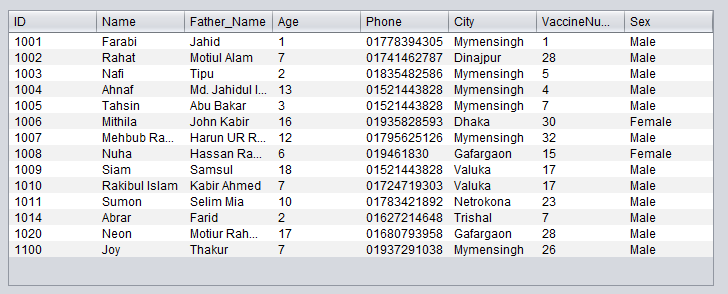 ID Name Father_Name Age Phone City VaccineNu... Sex
1001 Farabi Jahid 1 01778394305 Mymensingh 1 Male
1002 Rahat Motiul Alam 7 01741462787 Dinajpur 28 Male
1003 Nafi Tipu 2 01835482586 Mymensingh 5 Male
1004 Ahnaf Md. Jahidul I... 13 01521443828 Mymensingh 4 Male
1005 Tahsin Abu Bakar 3 01521443828 Mymensingh 7 Male
1006 Mithila John Kabir 16 01935828593 Dhaka 30 Female
1007 Mehbub Ra... Harun UR R... 12 01795625126 Mymensingh 32 Male
1008 Nuha Hassan Ra... 6 019461830 Gafargaon 15 Female
1009 Siam Samsul 18 01521443828 Valuka 17 Male
1010 Rakibul Islam Kabir Ahmed 7 01724719303 Valuka 17 Male
1011 Sumon Selim Mia 10 01783421892 Netrokona 23 Male
1014 Abrar Farid 2 01627214648 Trishal 7 Male
1020 Neon Motiur Rah... 17 01680793958 Gafargaon 28 Male
1100 Joy Thakur 7 01937291038 Mymensingh 26 Male